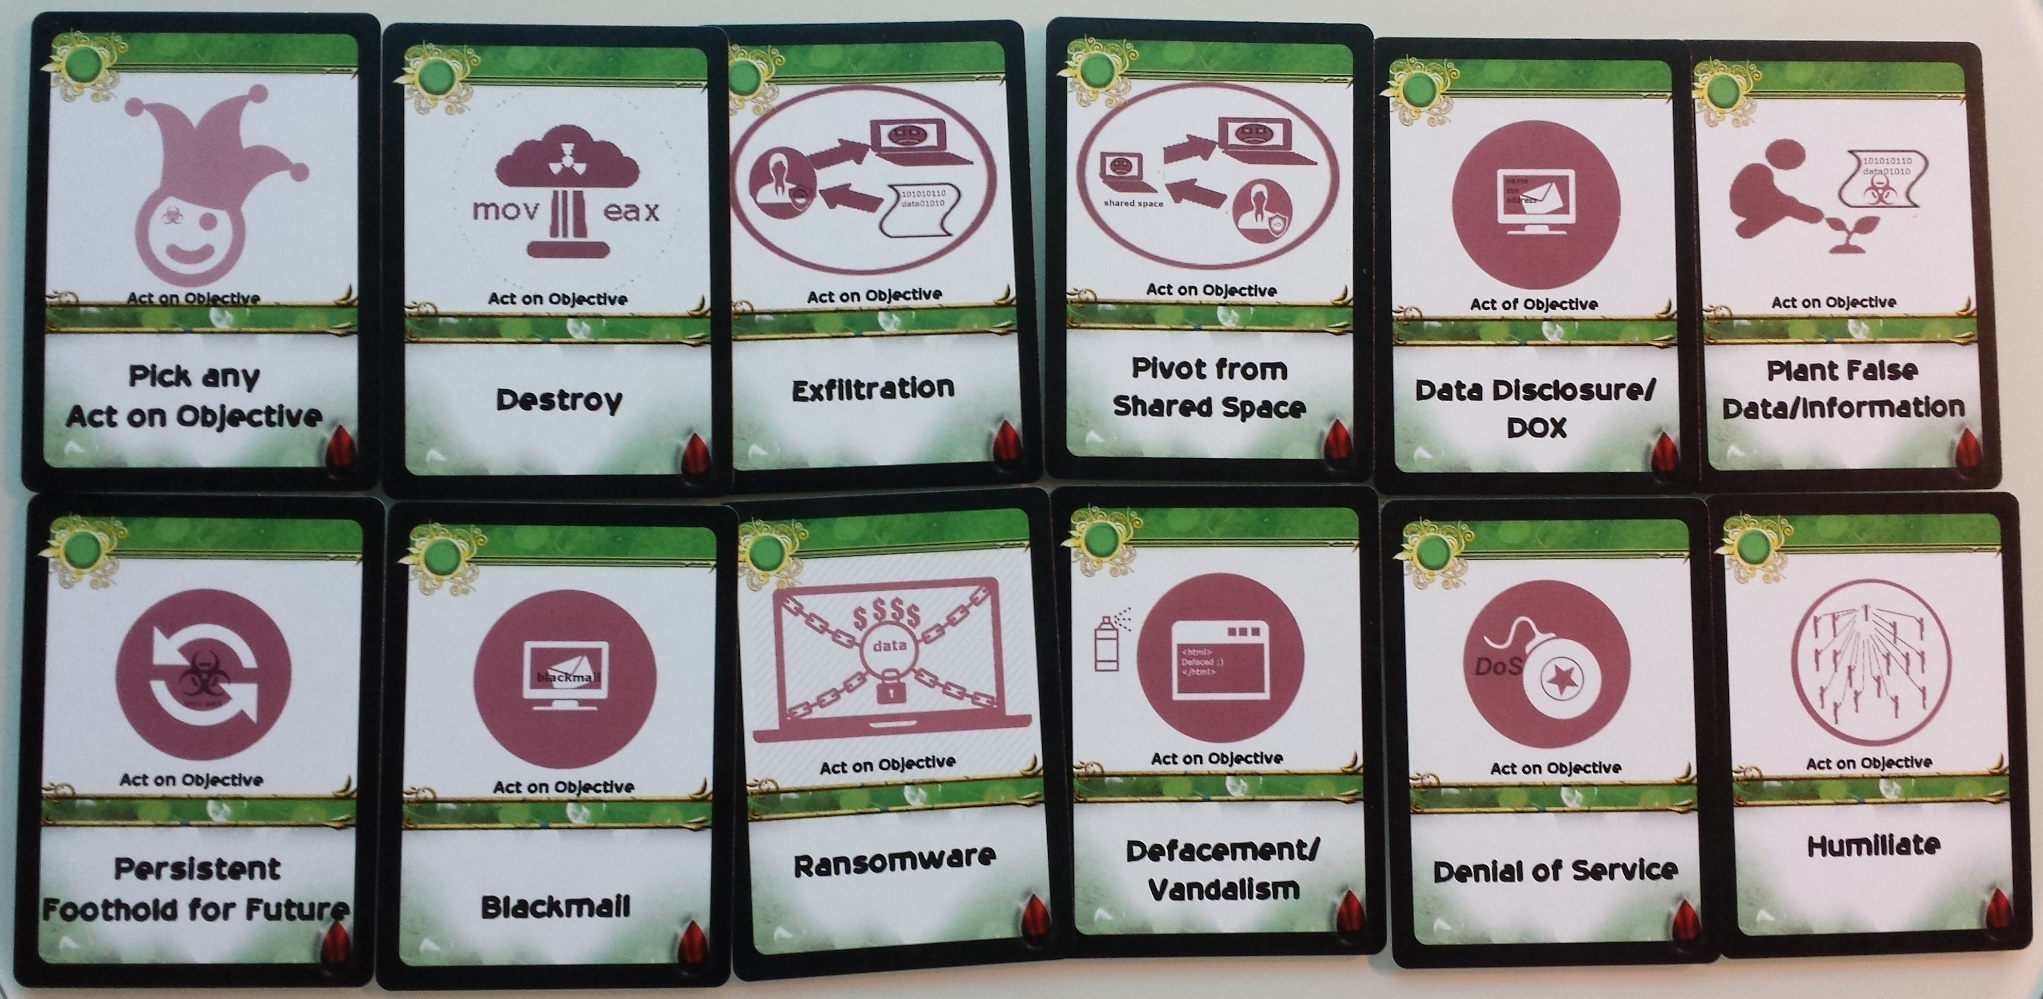 Act on Objective
Pick any
Act on Objective
mov eax
Act on Objective
Destroy
101010110
data01010
Act on Objective
Exfiltration
shared space
Act on Objective
Pivot from
Shared Space
name
ssn
address
Act of Objective
Data Disclosure/
DOX
101010110
data01010
Act on Objective
Plant False
Data/Information
Act on Objective
Persistent
Foothold for Future
blackmail
Act on Objective
Blackmail
$$$$
data
Act on Objective
Ransomware
<html>
Defaced ;)
</html>
Act on Objective
Defacement/
Vandalism
DoS
Act on Objective
Denial of Service
Act on Objective
Humiliate